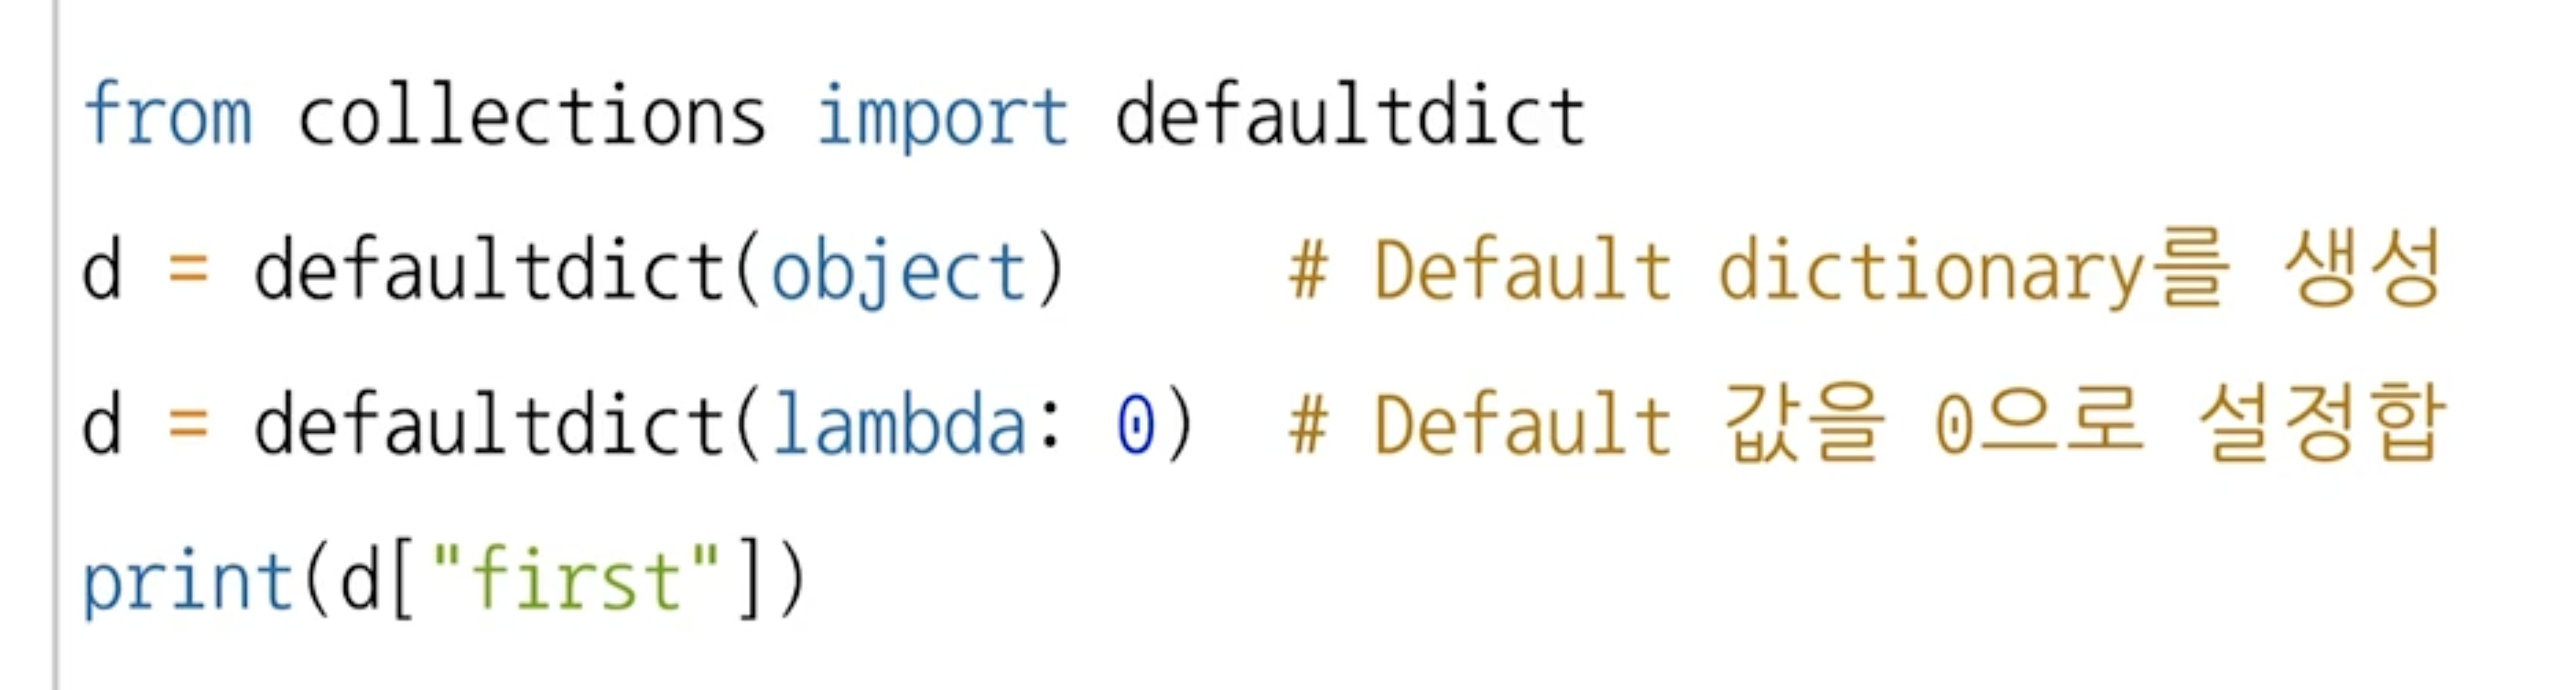 from collections import defaultdict
d = defaultdict(object)     # Default dictionary를 생성
d = defaultdict(lambda: 0)  # Default 값을 0으로 설정합
print(d["first"])